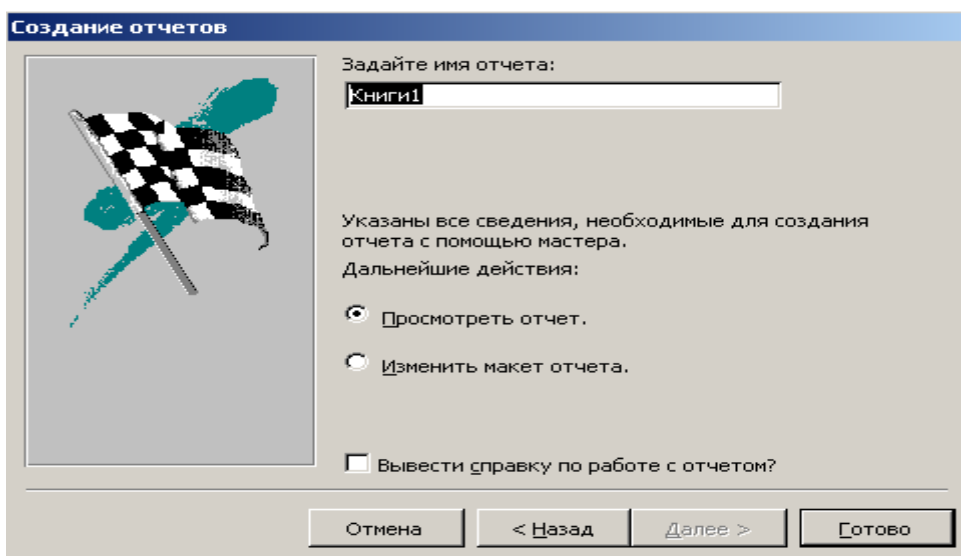 Создание отчетов
Задайте имя отчета:
Книги1
Указаны все сведения, необходимые для создания
отчета с помощью мастера.
Дальнейшие действия:
Просмотреть отчет.
Изменить макет отчета.
Вывести справку по работе с отчетом?
Отмена
< Назад
Далее >
Готово